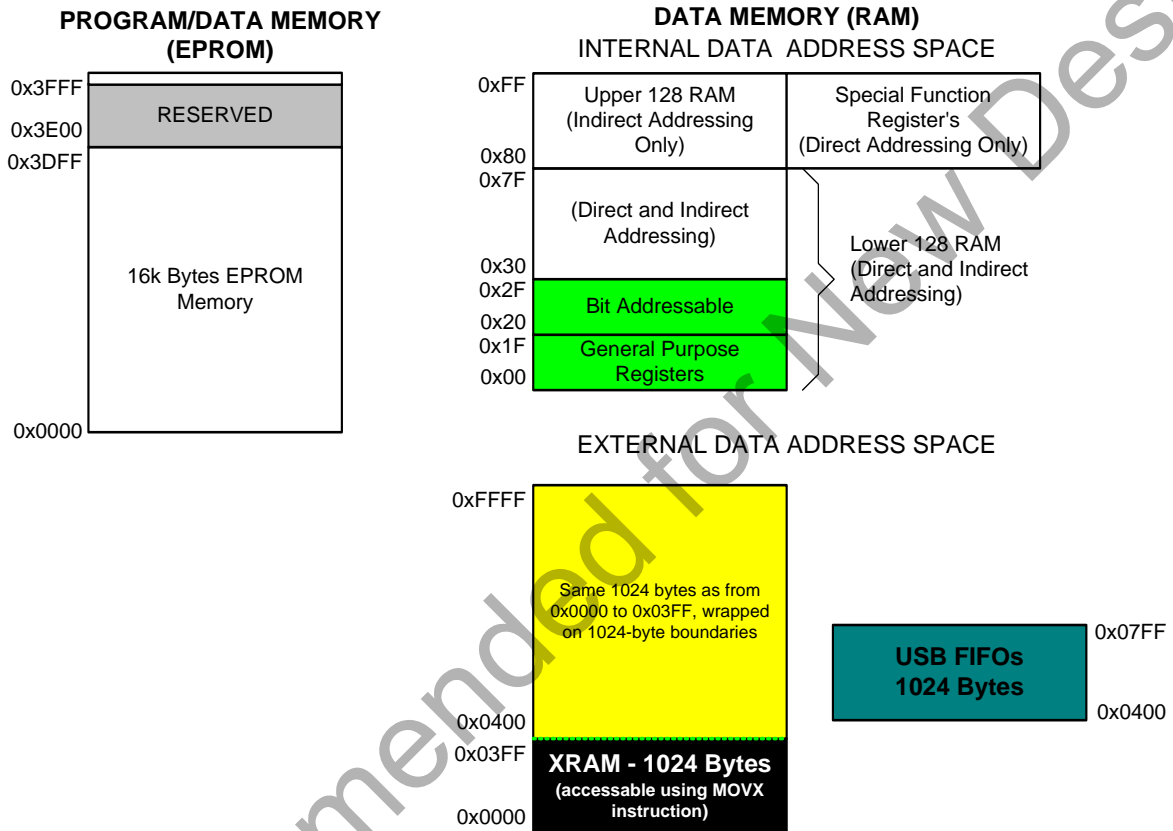 PROGRAM/DATA MEMORY
(EPROM)
0x3FFF
RESERVED
0x3E00
0x3DFF
16k Bytes EPROM
Memory
0x0000
DATA MEMORY (RAM)
INTERNAL DATA ADDRESS SPACE
0xFF
Upper 128 RAM
(Indirect Addressing
Only)
Special Function
Register's
(Direct Addressing Only)
0x80
0x7F
(Direct and Indirect
Addressing)
Lower 128 RAM
(Direct and Indirect
Addressing)
0x30
0x2F
Bit Addressable
0x20
0x1F
General Purpose
Registers
0x00
EXTERNAL DATA ADDRESS SPACE
0xFFFF
Same 1024 bytes as from
0x0000 to 0x03FF, wrapped
on 1024-byte boundaries
0x0400
0x03FF
XRAM - 1024 Bytes
(accessable using MOVX
instruction)
0x0000
USB FIFOs
1024 Bytes
0x07FF
0x0400
mended for New Des